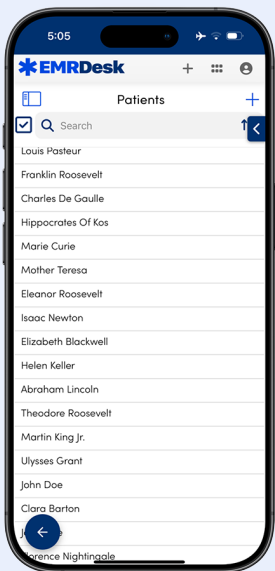 5:05
EMRDesk
Patients
Search
Louis Pasteur
Franklin Roosevelt
Charles De Gaulle
Hippocrates Of Kos
Marie Curie
Mother Teresa
Eleanor Roosevelt
Isaac Newton
Elizabeth Blackwell
Helen Keller
Abraham Lincoln
Theodore Roosevelt
Martin King Jr.
Ulysses Grant
John Doe
Clara Barton
Florence Nightingale